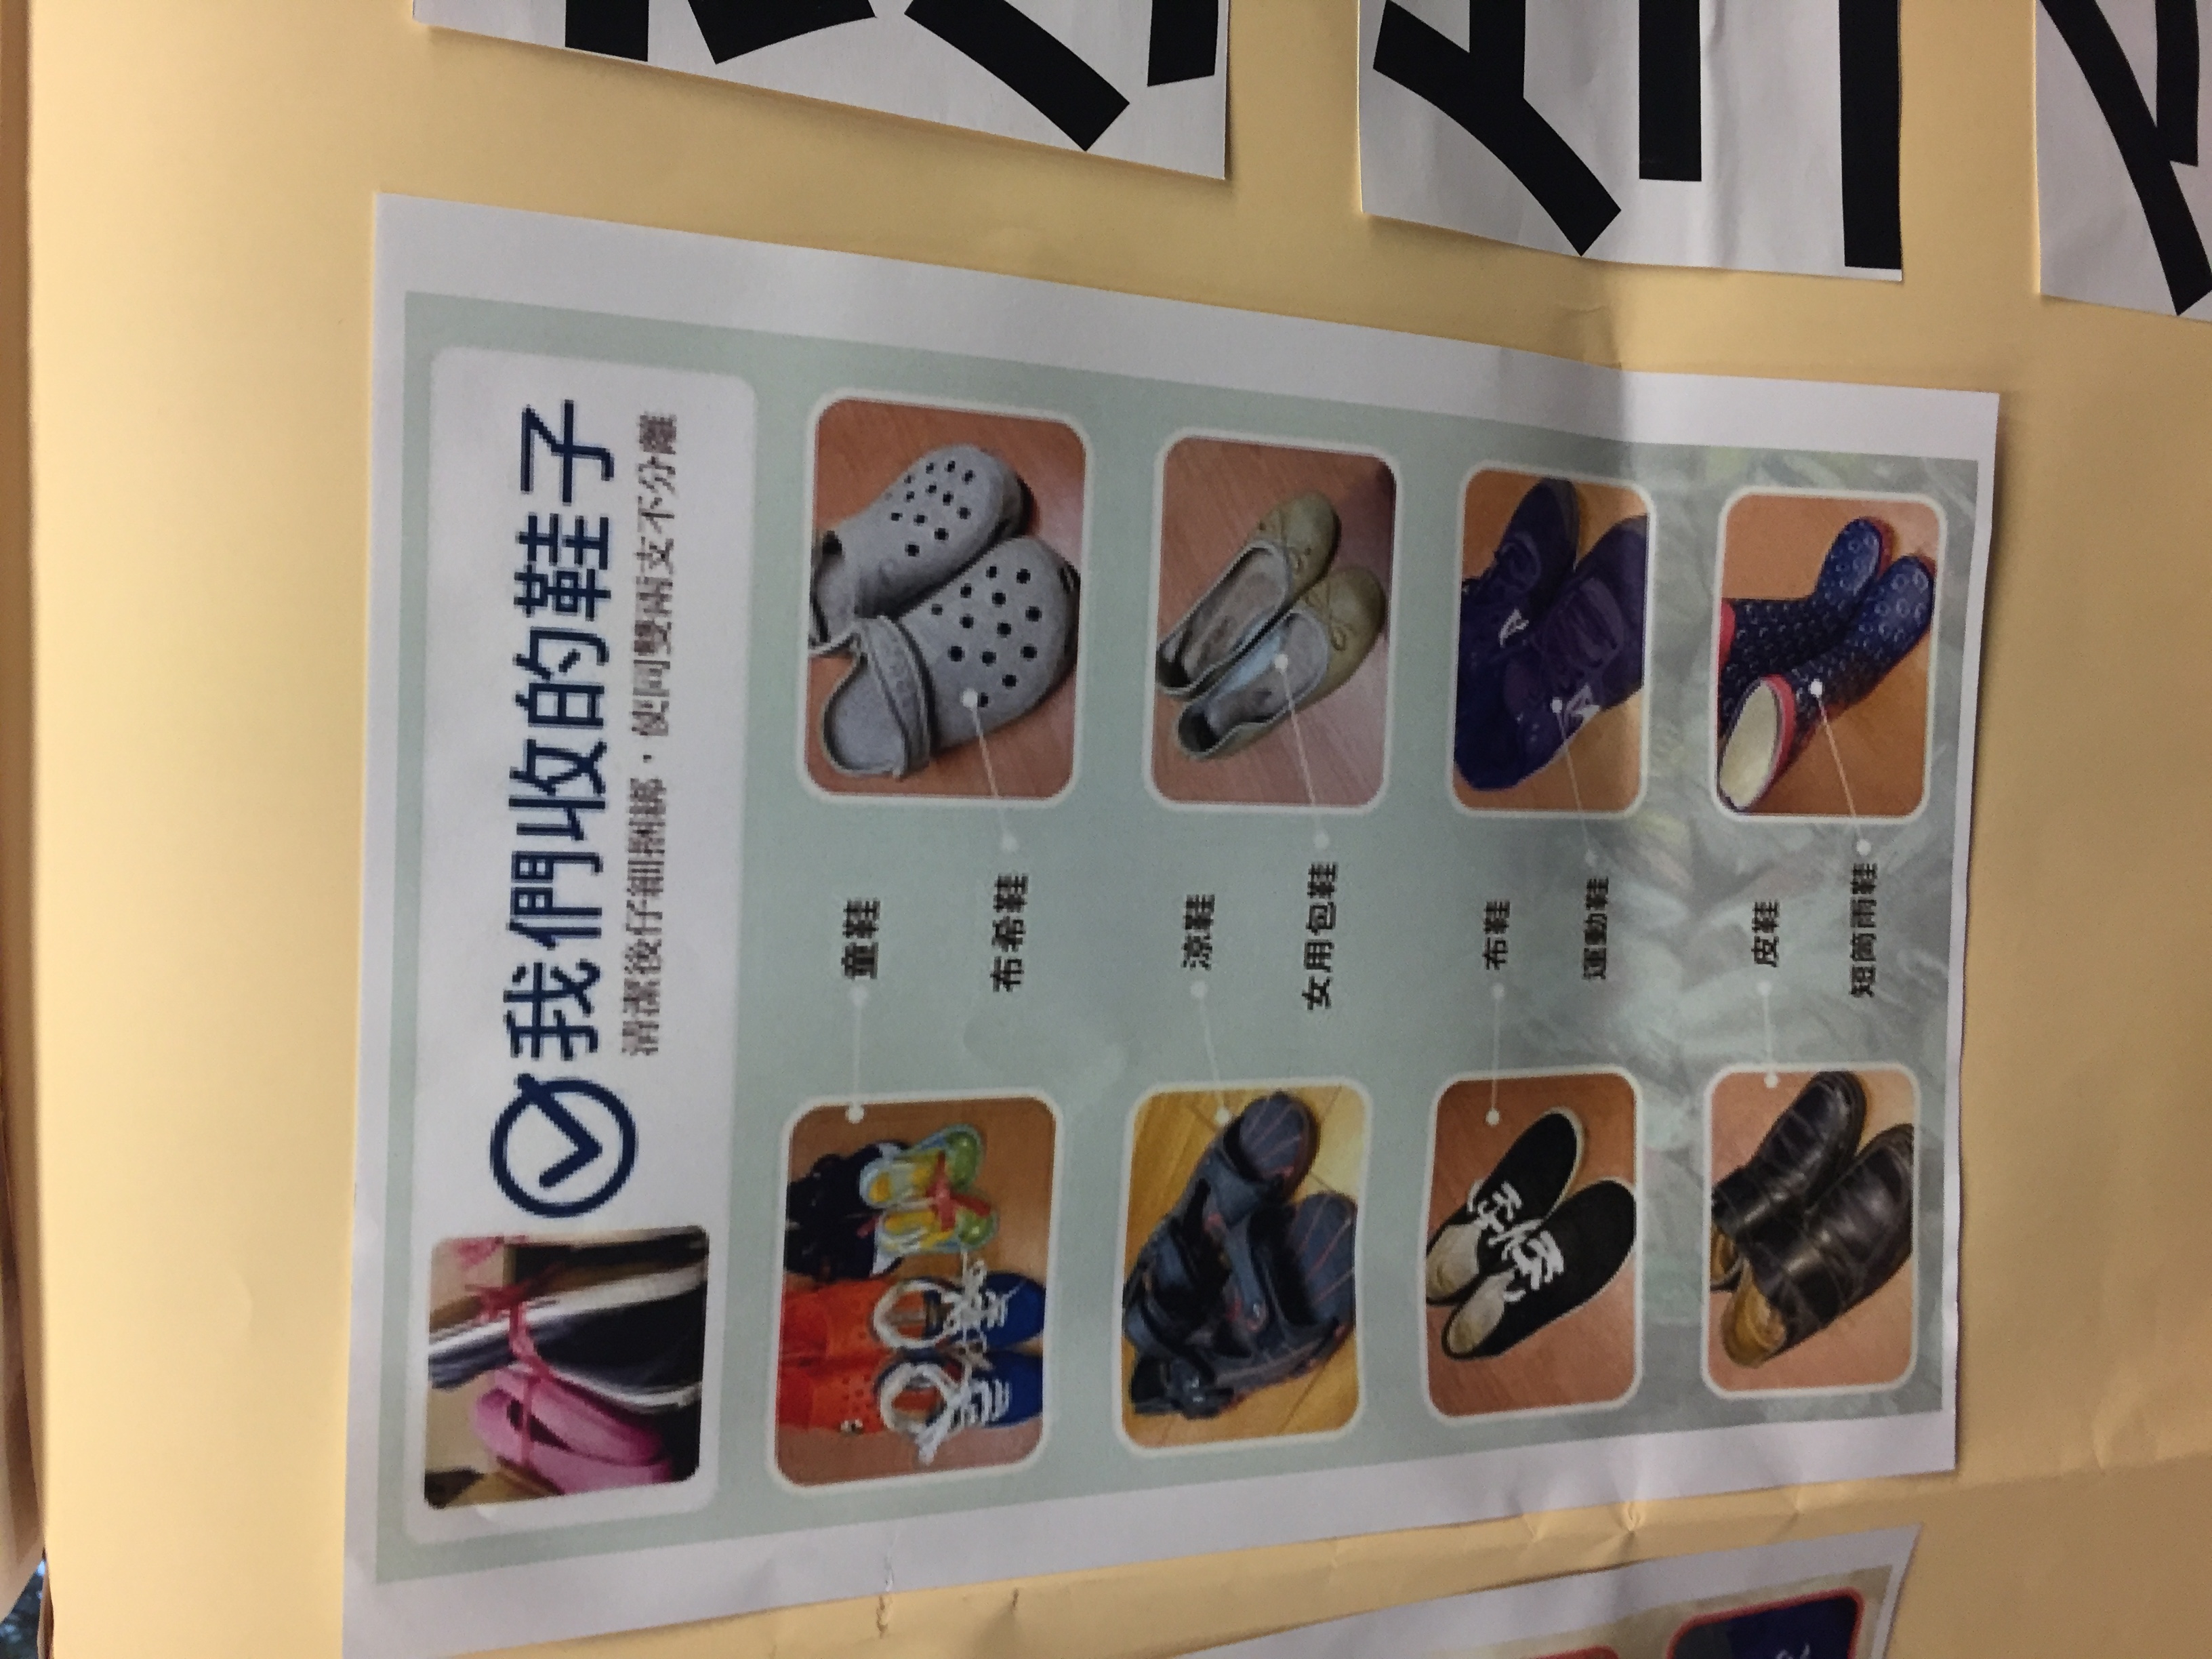 我們收的鞋子
清潔後仔細捆綁，使同雙兩支不分離
童鞋
布希鞋
涼鞋
女用包鞋
布鞋
運動鞋
皮鞋
短筒雨鞋